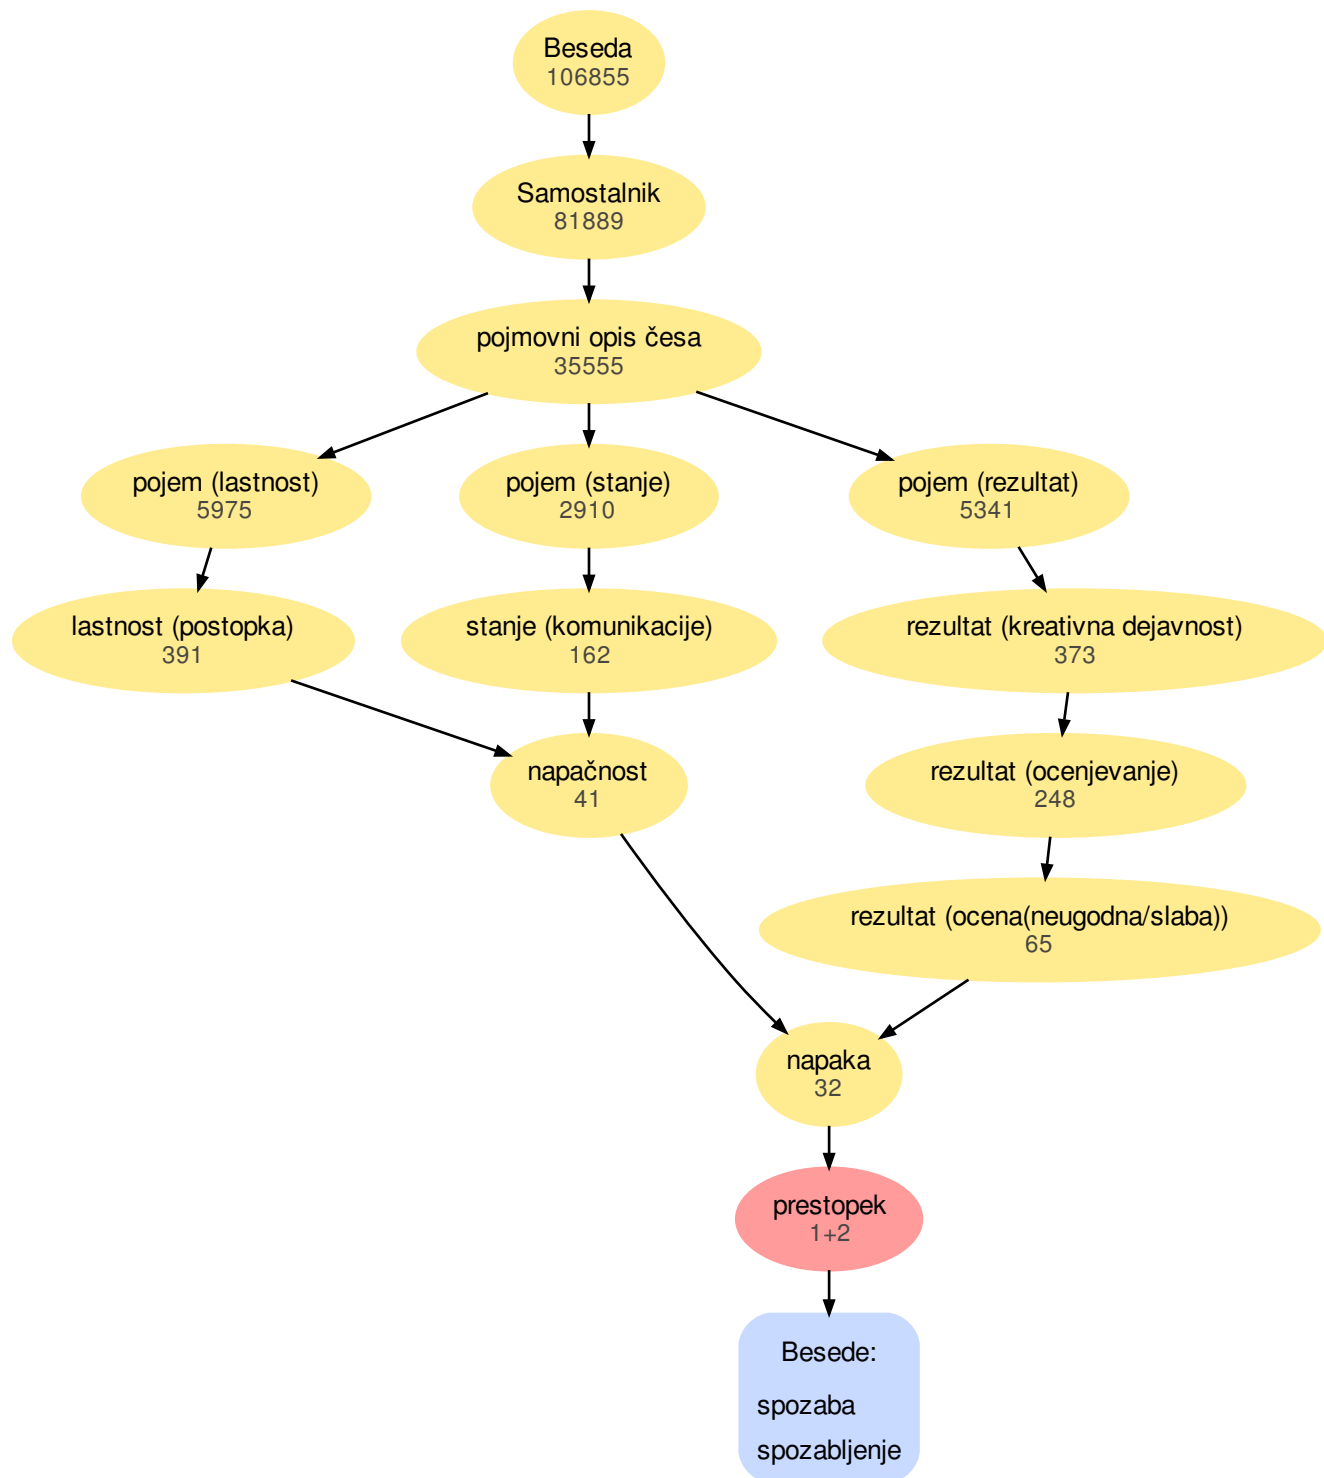 Beseda
106855
Samostalnik
81889
pojmovni opis česa
35555
pojem (lastnost)
5975
pojem (stanje)
2910
pojem (rezultat)
5341
lastnost (postopka)
391
stanje (komunikacije)
162
rezultat (kreativna dejavnost)
373
napačnost
41
rezultat (ocenjevanje)
248
rezultat (ocena(neugodna/slaba))
65
napaka
32
prestopek
1+2
Besede:
spozaba
spozabljenje